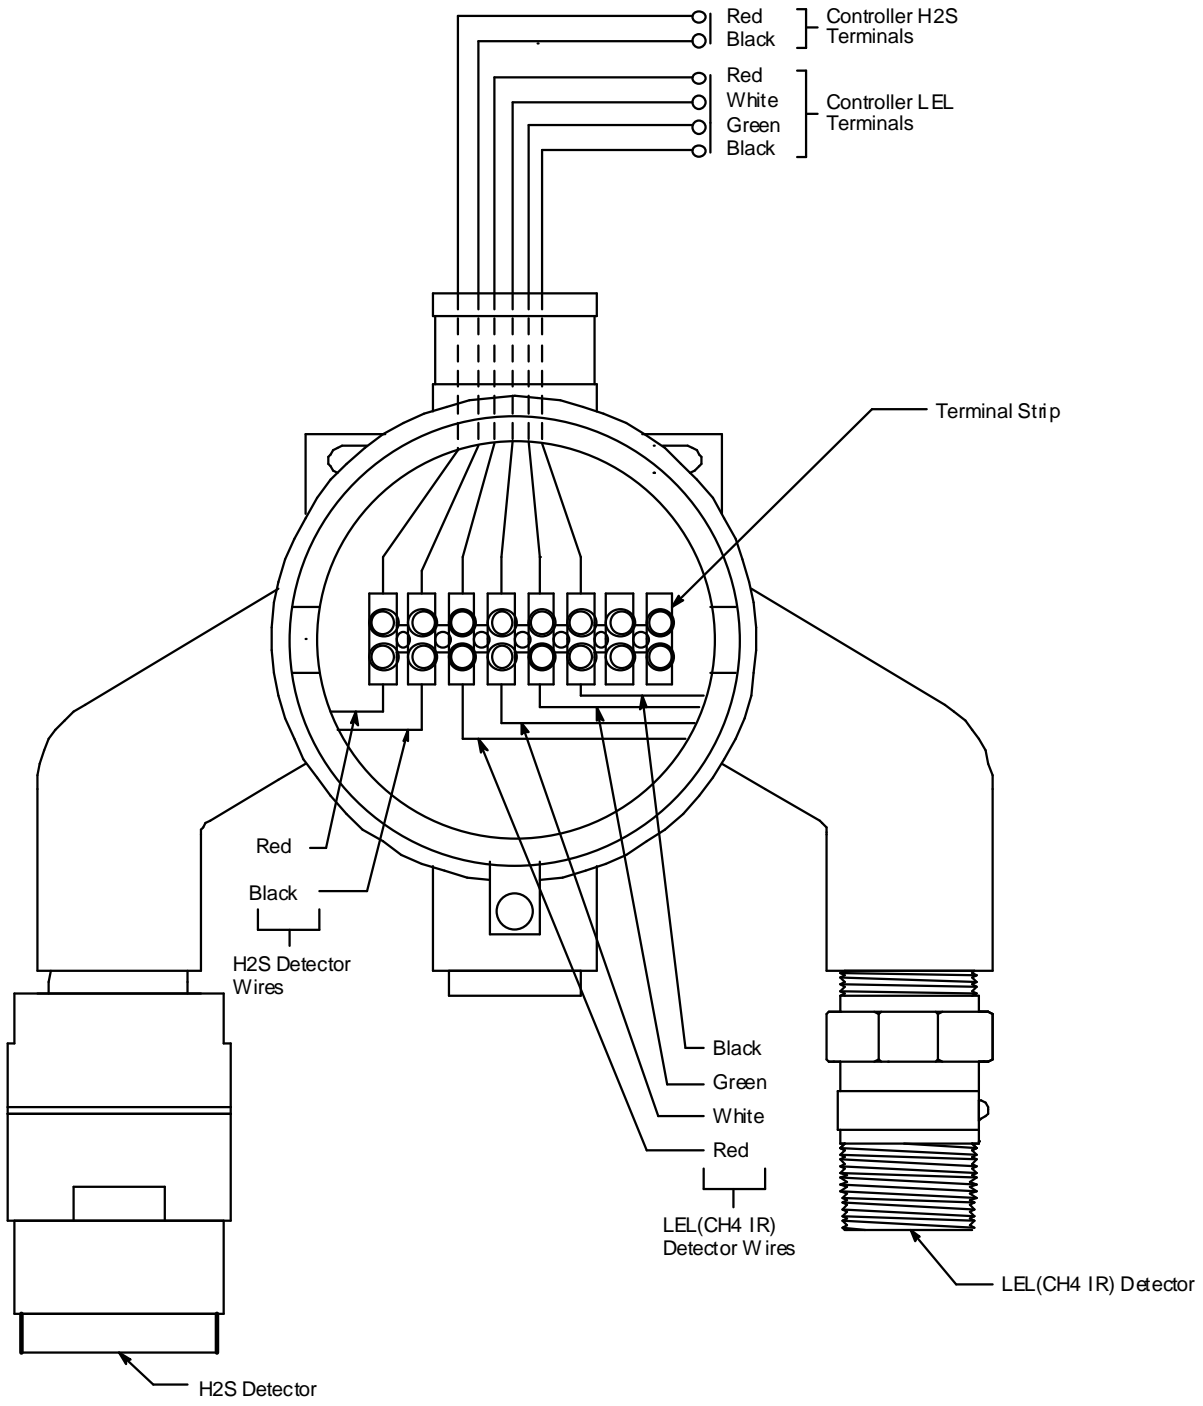 Red
Black
Controller H2S
Terminals
Red
White
Green
Black
Controller LEL
Terminals
Terminal Strip
Red
Black
H2S Detector
Wires
Black
Green
White
Red
LEL(CH4 IR)
Detector Wires
LEL(CH4 IR) Detector
H2S Detector